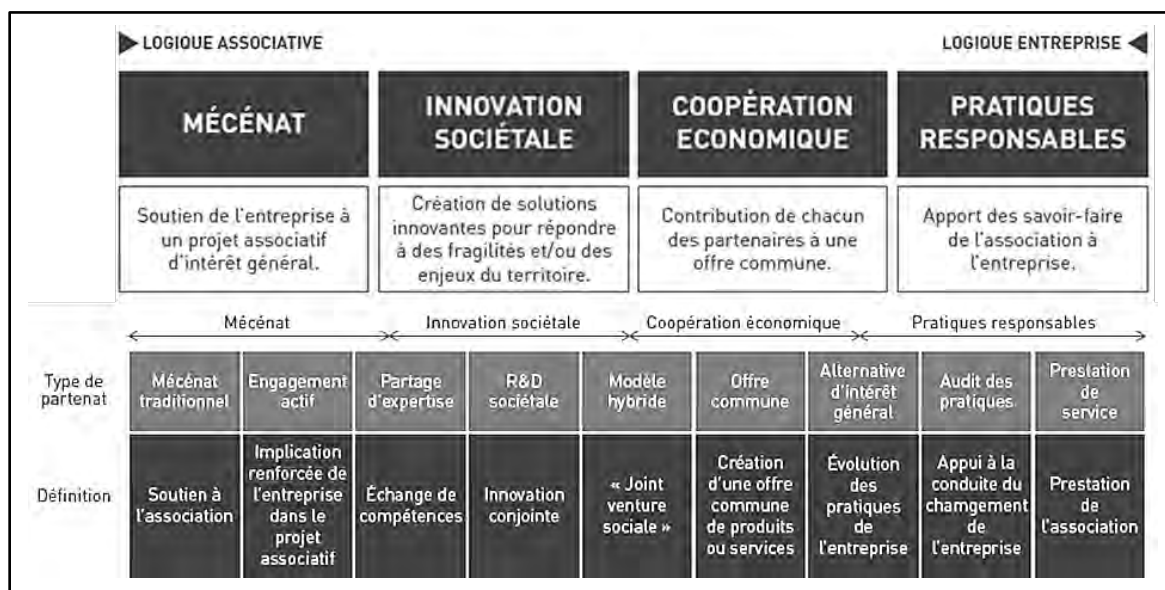 LOGIQUE ASSOCIATIVE
LOGIQUE ENTREPRISE
MÉCÉNAT
INNOVATION
SOCIÉTALE
COOPÉRATION
ECONOMIQUE
PRATIQUES
RESPONSABLES
Soutien de l'entreprise à
un projet associatif
d'intérêt général.
Création de solutions
innovantes pour répondre
à des fragilités et/ou des
enjeux du territoire.
Contribution de chacun
des partenaires à une
offre commune.
Apport des savoir-faire
de l'association à
l'entreprise.
Mécénat
Innovation sociétale
Coopération économique
Pratiques responsables
Type de
partenat
Mécénat
traditionnel
Engagement
actif
Partage
d'expertise
R&D
sociétale
Modèle
hybride
Offre
commune
Alternative
d'intérêt
général
Audit des
pratiques
Prestation
de
service
Définition
Soutien à
l'association
Implication
renforcée de
l'entreprise
dans le
projet
associatif
Échange de
compétences
Innovation
conjointe
« Joint
venture
sociale »
Création
d'une offre
commune
de produits
ou services
Évolution
des
pratiques
de
l'entreprise
Appui à la
conduite du
chamgement
de
l'entreprise
Prestation
de
l'association